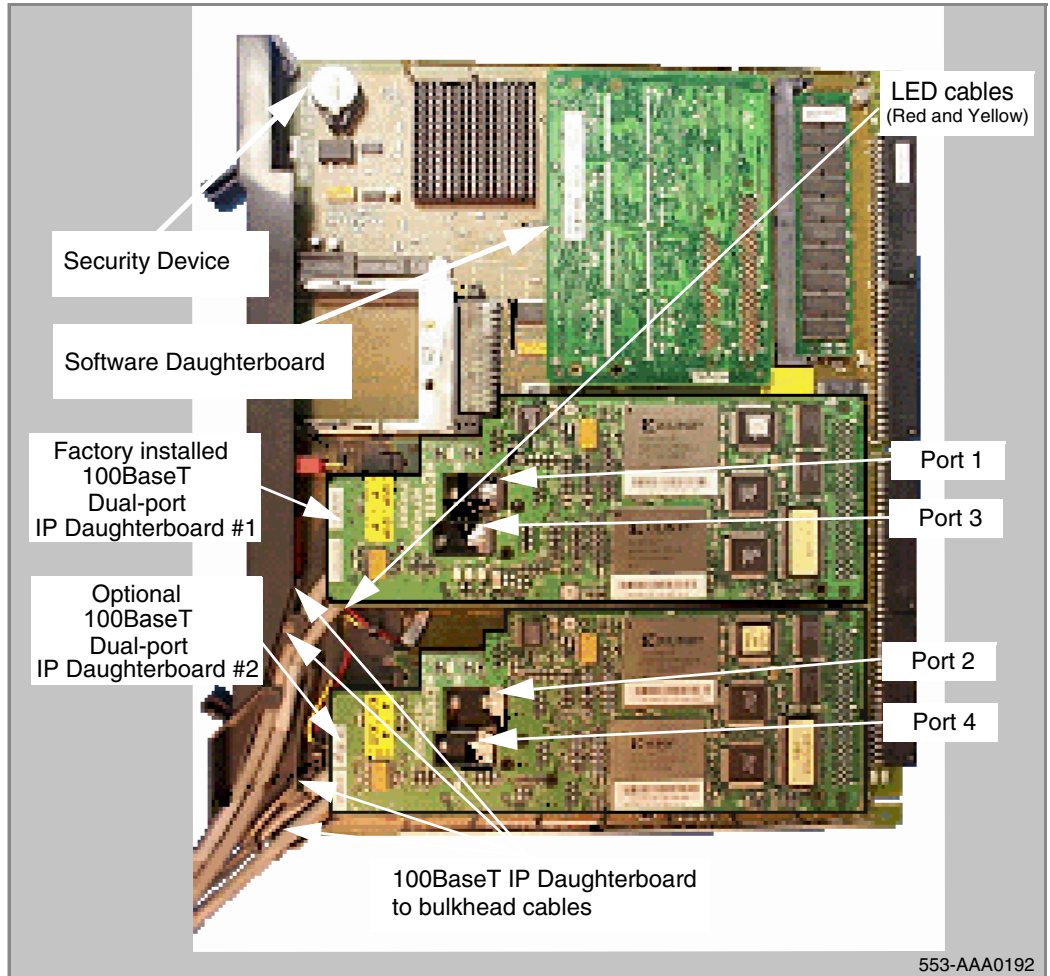 LED cables
(Red and Yellow)
Security Device
Software Daughterboard
Factory installed
100BaseT
Dual-port
IP Daughterboard #1
Port 1
Port 3
Optional
100BaseT
Dual-port
IP Daughterboard #2
Port 2
Port 4
100BaseT IP Daughterboard
to bulkhead cables
553-AAA0192